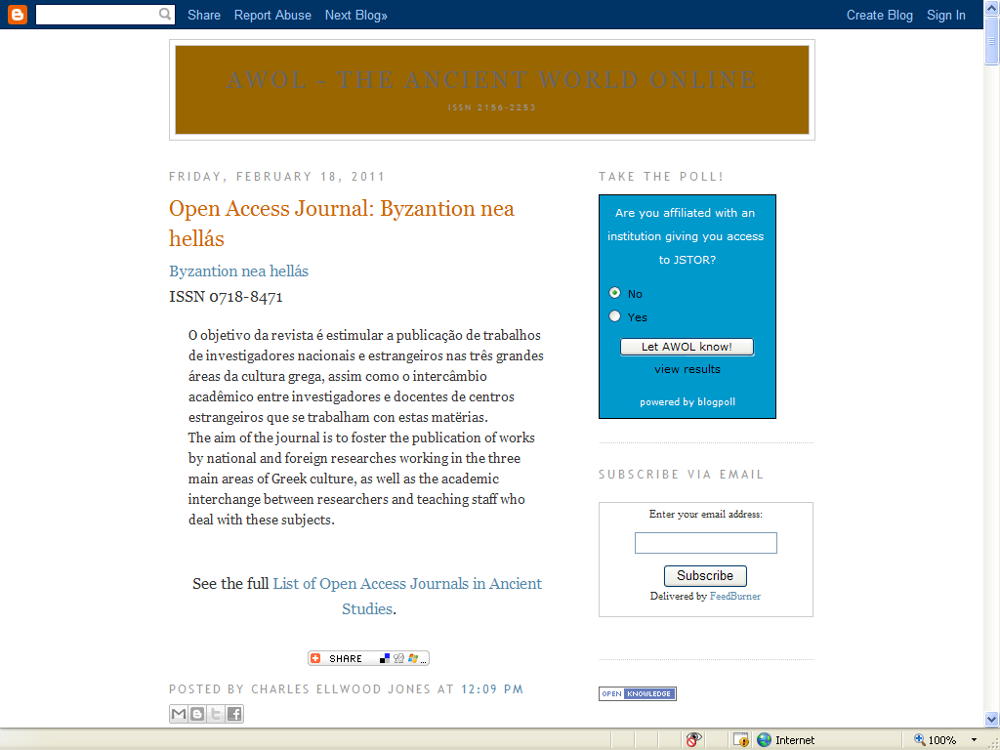 Share Report Abuse Next Blog» Create Blog Sign In
AWOL - THE ANCIENT WORLD ONLINE
ISSN 2156-2253
FRIDAY, FEBRUARY 18, 2011
Open Access Journal: Byzantion nea
hellás
Byzantion nea hellás
ISSN 0718-8471
O objetivo da revista é estimular a publicação de trabalhos
de investigadores nacionais e estrangeiros nas três grandes
áreas da cultura grega, assim como o intercâmbio
acadêmico entre investigadores e docentes de centros
estrangeiros que se trabalham con estas matërias.
The aim of the journal is to foster the publication of works
by national and foreign researches working in the three
main areas of Greek culture, as well as the academic
interchange between researchers and teaching staff who
deal with these subjects.
See the full List of Open Access Journals in Ancient
Studies.
SHARE ...
POSTED BY CHARLES ELLWOOD JONES AT 12:09 PM
TAKE THE POLL!
Are you affiliated with an
institution giving you access
to JSTOR?
No
Yes
Let AWOL know!
view results
powered by blogpoll
SUBSCRIBE VIA EMAIL
Enter your email address:
Subscribe
Delivered by FeedBurner
OPEN KNOWLEDGE
Internet 100%